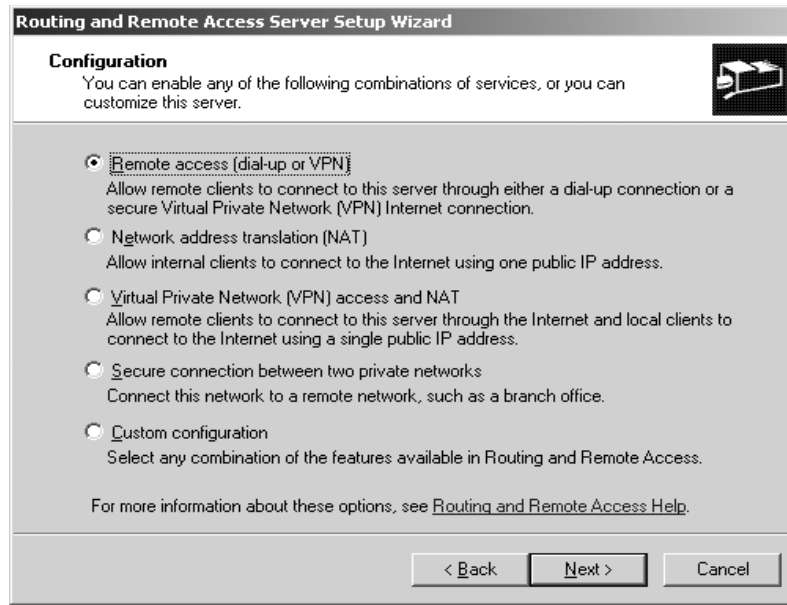 Routing and Remote Access Server Setup Wizard
Configuration
You can enable any of the following combinations of services, or you can
customize this server.
Remote access (dial-up or VPN)
Allow remote clients to connect to this server through either a dial-up connection or a
secure Virtual Private Network (VPN) Internet connection.
Network address translation (NAT)
Allow internal clients to connect to the Internet using one public IP address.
Virtual Private Network (VPN) access and NAT
Allow remote clients to connect to this server through the Internet and local clients to
connect to the Internet using a single public IP address.
Secure connection between two private networks
Connect this network to a remote network, such as a branch office.
Custom configuration
Select any combination of the features available in Routing and Remote Access.
For more information about these options, see Routing and Remote Access Help.
< Back Next > Cancel